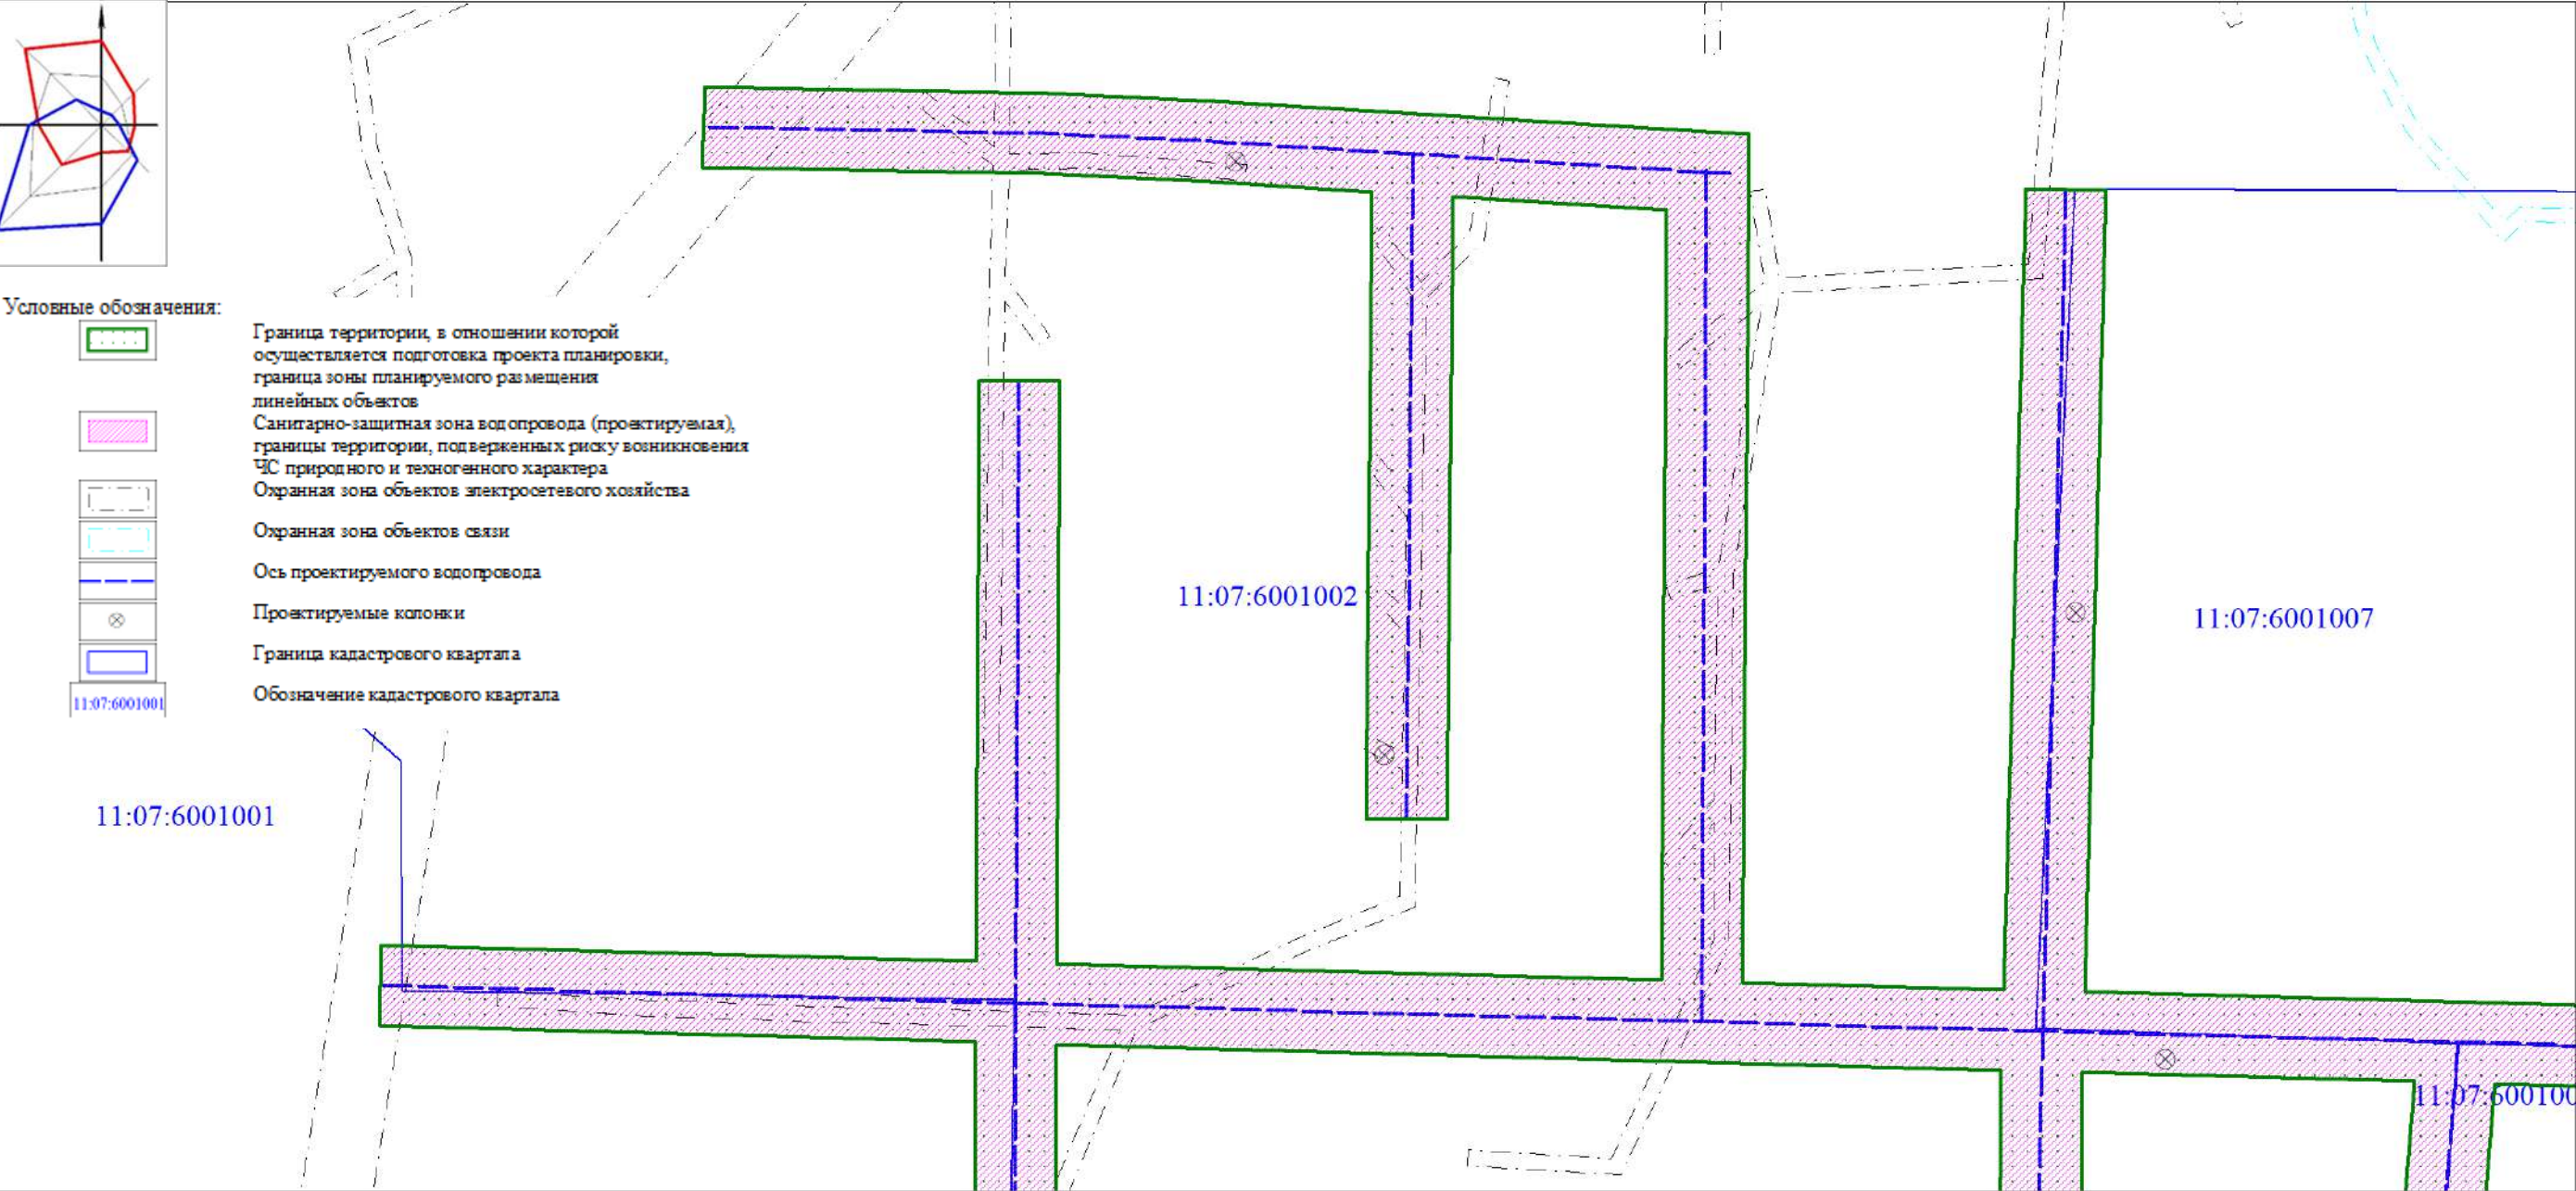 Условные обозначения:
Граница территории, в отношении которой
осуществляется подготовка проекта планировки,
граница зоны планируемого размещения
линейных объектов
Санитарно-защитная зона водопровода (проектируемая),
границы территории, подверженных риску возникновения
ЧС природного и техногенного характера
Охранная зона объектов электросетевого хозяйства
Охранная зона объектов связи
Ось проектируемого водопровода
Проектируемые колонки
Граница кадастрового квартала
11:07:6001001
Обозначение кадастрового квартала
11:07:6001002
11:07:6001007
11:07:6001001
11:07:600100